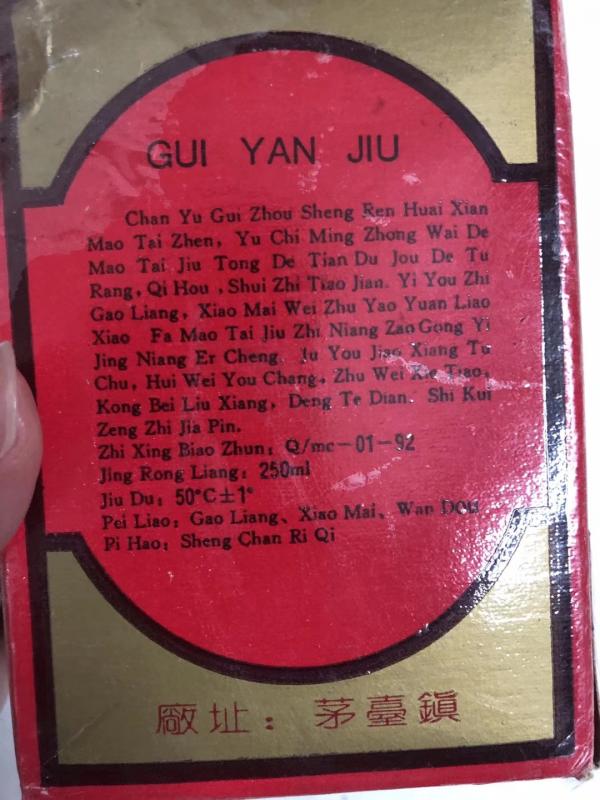 GUI YAN JIU
Chan Yu Gui Zhou Sheng Ren Huai Xian
Mao Tai Zhen, Yu Chi Ming Zhong Wai De
Mao Tai Jiu Tong De Tian Du Jou De Tu
Rang, Qi Hou, Shui Zhi Tiao Jian. Yi You Zhi
Gao Liang, Xiao Mai Wei Zhu Yao Yuan Liao
Xiao Fa Mao Tai Jiu Zhi Niang Zao Gong Yi
Jing Niang Er Cheng. Ju You Jiao Xiang Tu
Chu, Hui Wei You Chang, Zhu Wei Xie Tiao,
Kong Bei Liu Xiang, Deng Te Dian. Shi Kui
Zeng Zhi Jia Pin.
Zhi Xing Biao Zhun: Q/mc-01-92
Jing Rong Liang: 250ml
Jiu Du: 50°C±1°
Pei Liao: Gao Liang、Xiao Mai、Wan DOU
Pi Hao: Sheng Chan Ri Qi
廠址：茅臺鎮